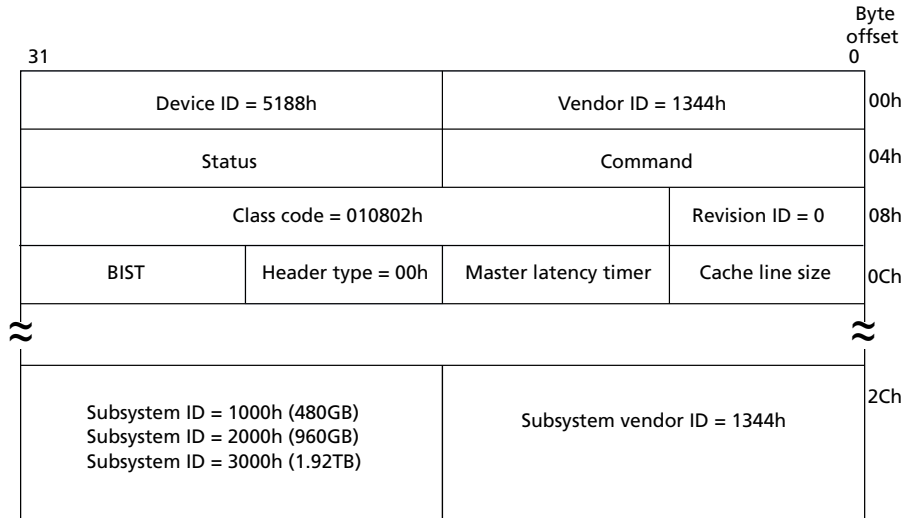 Byte
offset
31 0
Device ID = 5188h Vendor ID = 1344h 00h
Status Command 04h
Class code = 010802h Revision ID = 0 08h
BIST Header type = 00h Master latency timer Cache line size 0Ch
≈ ≈
2Ch
Subsystem ID = 1000h (480GB)
Subsystem vendor ID = 1344h
Subsystem ID = 2000h (960GB)
Subsystem ID = 3000h (1.92TB)